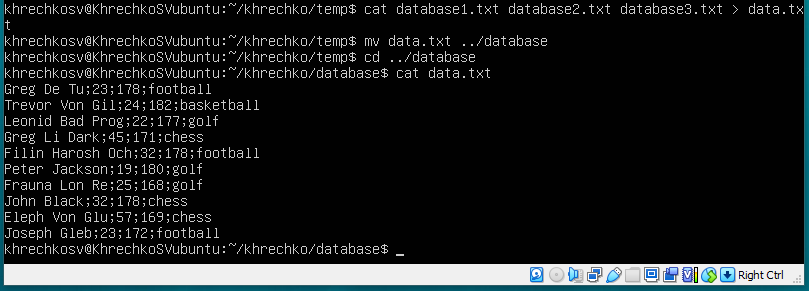 khrechkosv@KhrechkoSVubuntu:~/khrechko/temp$ cat database1.txt database2.txt database3.txt > data.tx
t
khrechkosv@KhrechkoSVubuntu:~/khrechko/temp$ mv data.txt ../database
khrechkosv@KhrechkoSVubuntu:~/khrechko/temp$ cd ../database
khrechkosv@KhrechkoSVubuntu:~/khrechko/database$ cat data.txt
Greg De Tu;23;178;football
Trevor Von Gil;24;182;basketball
Leonid Bad Prog;22;177;golf
Greg Li Dark;45;171;chess
Filin Harosh Och;32;178;football
Peter Jackson;19;180;golf
Frauna Lon Re;25;168;golf
John Black;32;178;chess
Eleph Von Glu;57;169;chess
Joseph Gleb;23;172;football
khrechkosv@KhrechkoSVubuntu:~/khrechko/database$ _
Right Ctrl